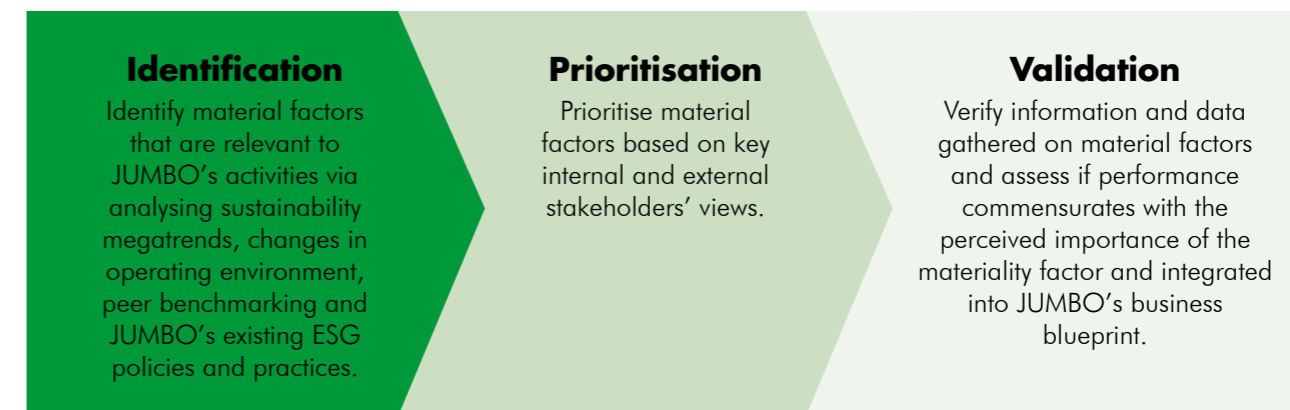 Identification
Identify material factors
that are relevant to
JUMBO’s activities via
analysing sustainability
megatrends, changes in
operating environment,
peer benchmarking and
JUMBO’s existing ESG
policies and practices.
Prioritisation
Prioritise material
factors based on key
internal and external
stakeholders’ views.
Validation
Verify information and data
gathered on material factors
and assess if performance
commensurates with the
perceived importance of the
materiality factor and integrated
into JUMBO’s business
blueprint.